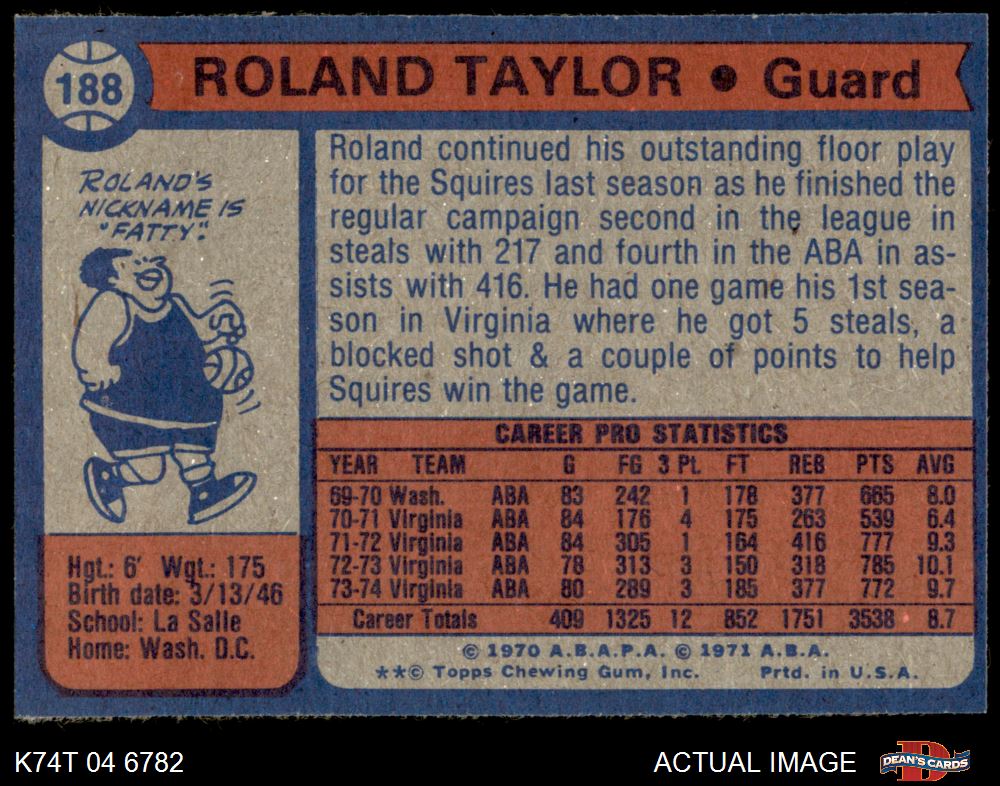 188
ROLAND TAYLOR • Guard
ROLAND'S
NICKNAME IS
"FATTY".
Roland continued his outstanding floor play
for the Squires last season as he finished the
regular campaign second in the league in
steals with 217 and fourth in the ABA in as-
sists with 416. He had one game his 1st sea-
son in Virginia where he got 5 steals, a
blocked shot & a couple of points to help
Squires win the game.
CAREER PRO STATISTICS
YEAR TEAM G FG 3 Pt. FT REB PTS AVG
69-70 Wash. ABA 83 242 1 178 377 665 8.0
70-71 Virginia ABA 84 176 4 175 263 539 6.4
71-72 Virginia ABA 84 305 1 164 416 777 9.3
72-73 Virginia ABA 78 313 3 150 318 785 10.1
73-74 Virginia ABA 80 289 3 185 377 772 9.7
Career Totals 409 1325 12 852 1751 3538 8.7
Hgt.: 6' Wgt.: 175
Birth date: 3/13/46
School: La Salle
Home: Wash. D.C.
© 1970 A.B.A.P.A. © 1971 A.B.A.
**© Topps Chewing Gum, Inc. Prtd. in U.S.A.
K74T 04 6782
ACTUAL IMAGE
D
DEAN'S CARDS